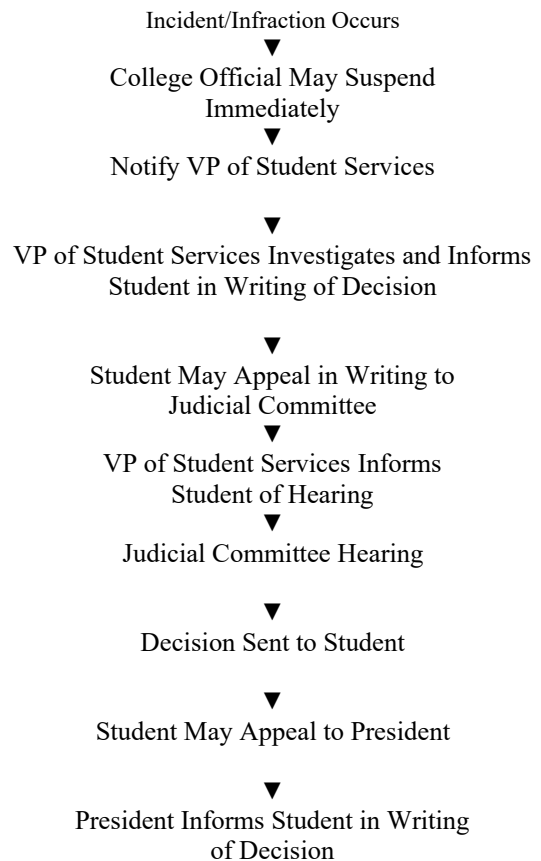 Incident/Infraction Occurs
▼
College Official May Suspend
Immediately
▼
Notify VP of Student Services
▼
VP of Student Services Investigates and Informs
Student in Writing of Decision
▼
Student May Appeal in Writing to
Judicial Committee
▼
VP of Student Services Informs
Student of Hearing
▼
Judicial Committee Hearing
▼
Decision Sent to Student
▼
Student May Appeal to President
▼
President Informs Student in Writing
of Decision